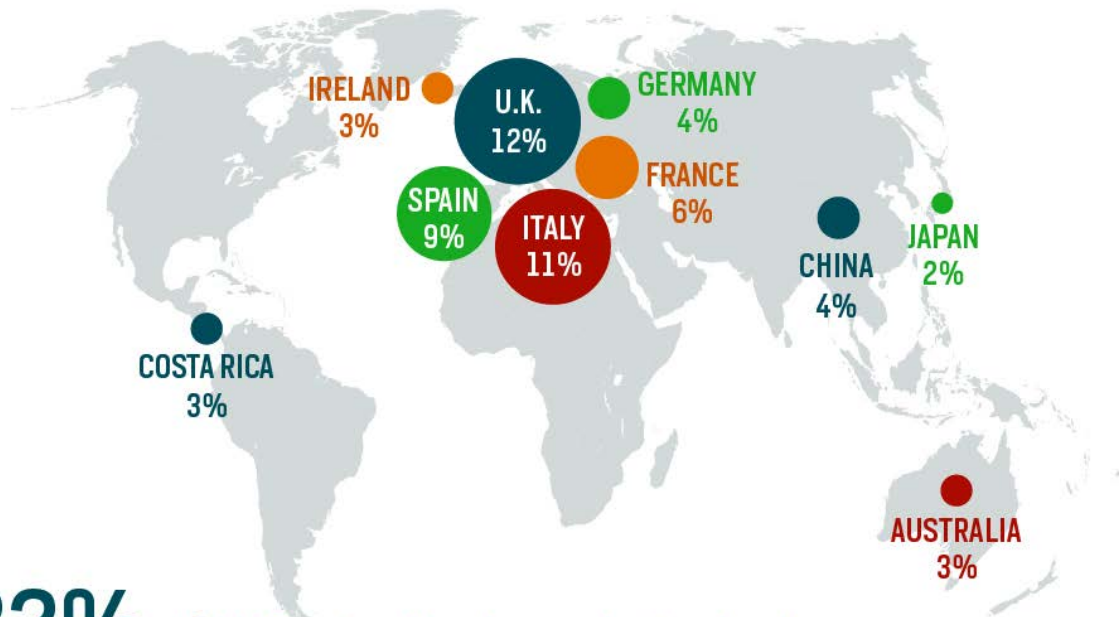 IRELAND
3%
U.K.
12%
GERMANY
4%
FRANCE
6%
SPAIN
9%
ITALY
11%
CHINA
4%
JAPAN
2%
COSTA RICA
3%
AUSTRALIA
3%